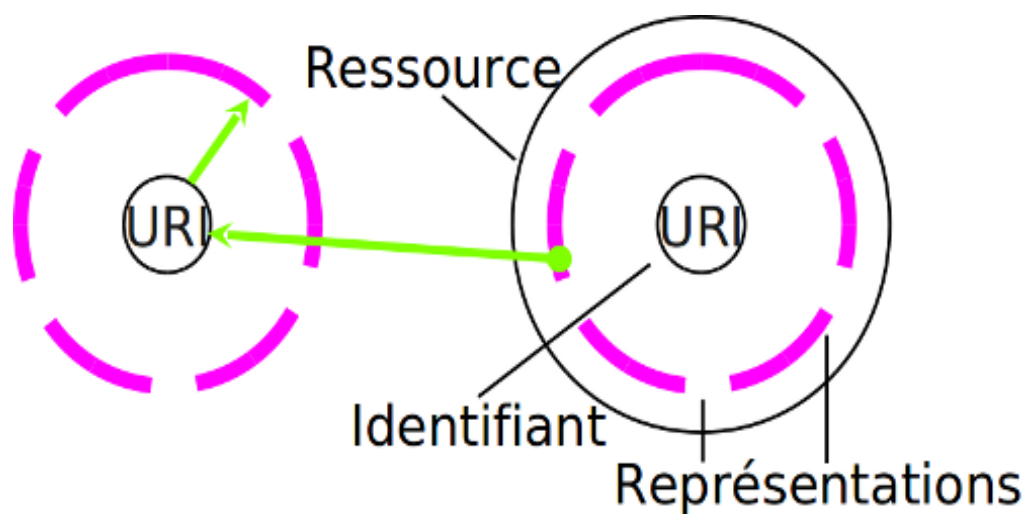 Ressource
URI
URI
Identifiant
Représentations